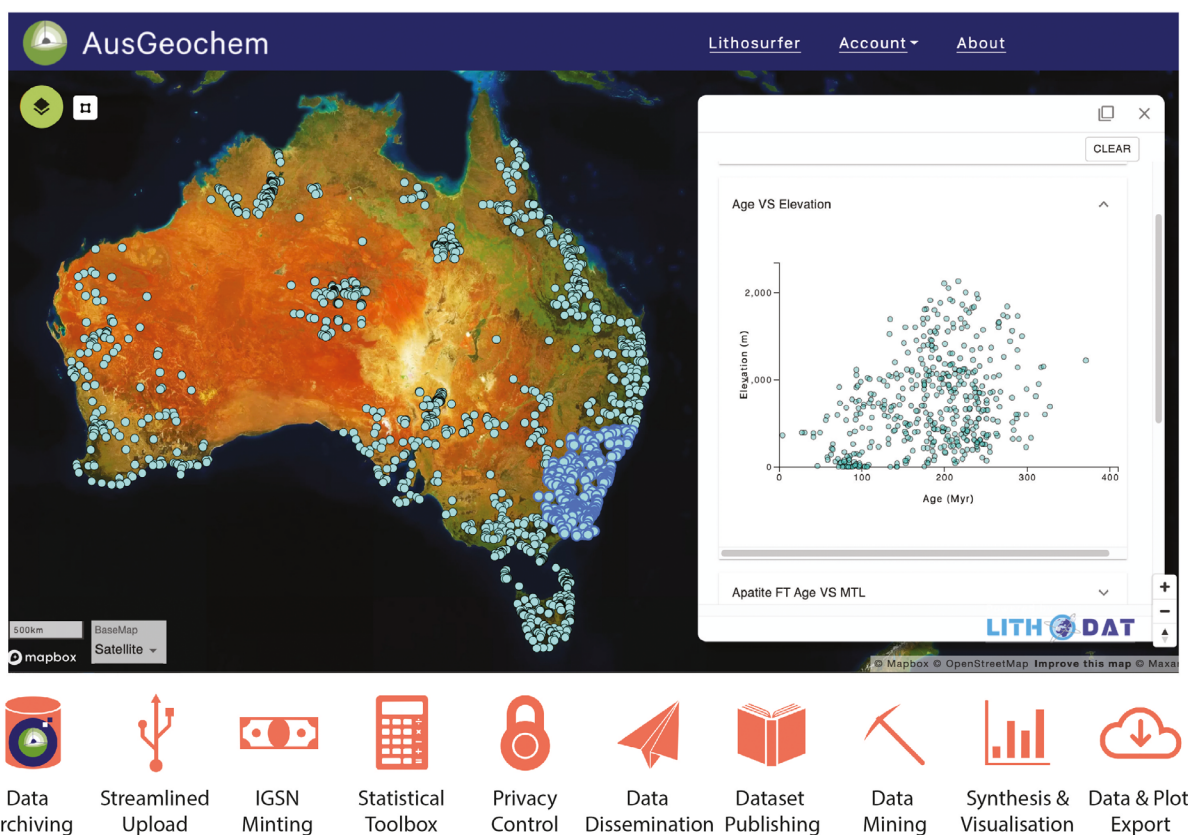 AusGeochem
Lithosurfer
Account
About
CLEAR
Age VS Elevation
Elevation (m)
2,000
1,000
0
0
100
200
300
400
Age (Myr)
Apatite FT Age VS MTL
LITHODAT
500km
BaseMap
Satellite
mapbox
© Mapbox © OpenStreetMap Improve this map © Maxar
Data
rchiving
Streamlined
Upload
IGSN
Minting
Statistical
Toolbox
Privacy
Control
Data
Dissemination
Dataset
Publishing
Data
Mining
Synthesis &
Visualisation
Data & Plot
Export